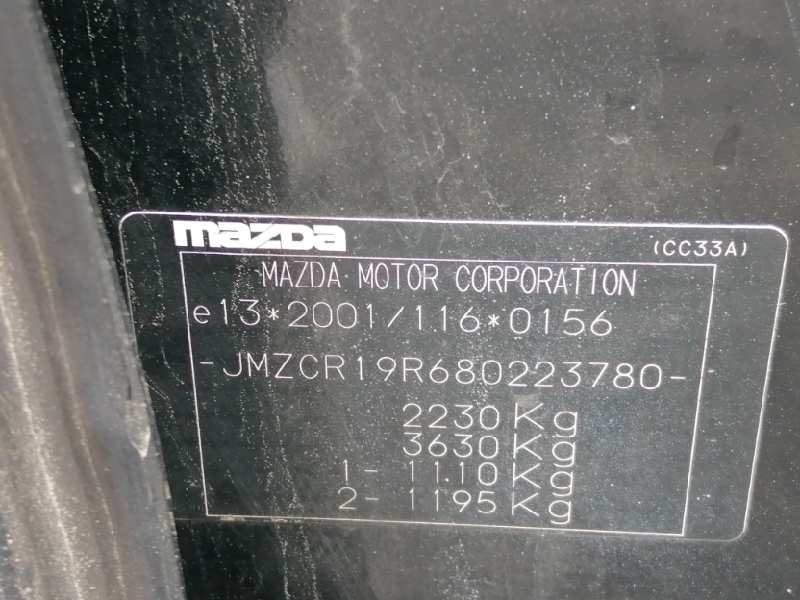 mazda
(CC33A)
MAZDA MOTOR CORPORATION
e13*2001/116*0156
-JMZCR19R680223780-
2230 Kg
3630 Kg
1- 1110 Kg
2- 1195 Kg